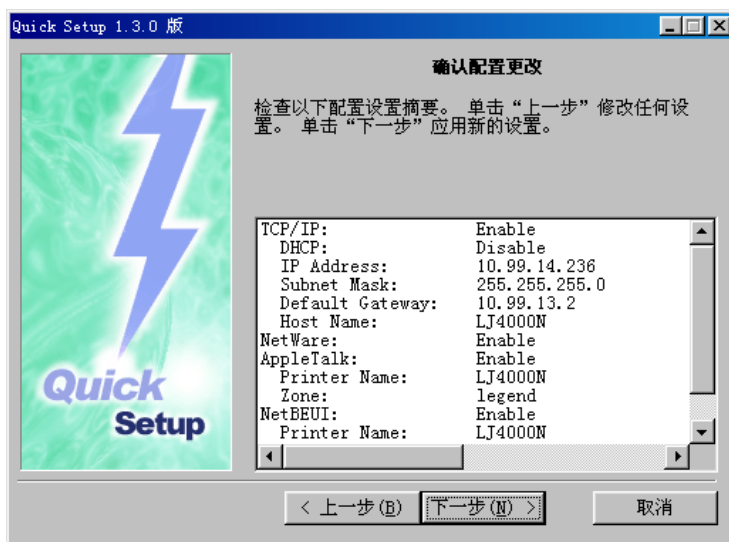 Quick Setup 1.3.0 版
确认配置更改
检查以下配置设置摘要。 单击“上一步”修改任何设
置。 单击“下一步”应用新的设置。
TCP/IP: Enable
DHCP: Disable
IP Address: 10.99.14.236
Subnet Mask: 255.255.255.0
Default Gateway: 10.99.13.2
Host Name: LJ4000N
NetWare: Enable
AppleTalk: Enable
Printer Name: LJ4000N
Zone: legend
NetBEUI: Enable
Printer Name: LJ4000N
Quick
Setup
< 上一步(B) 下一步(N) > 取消